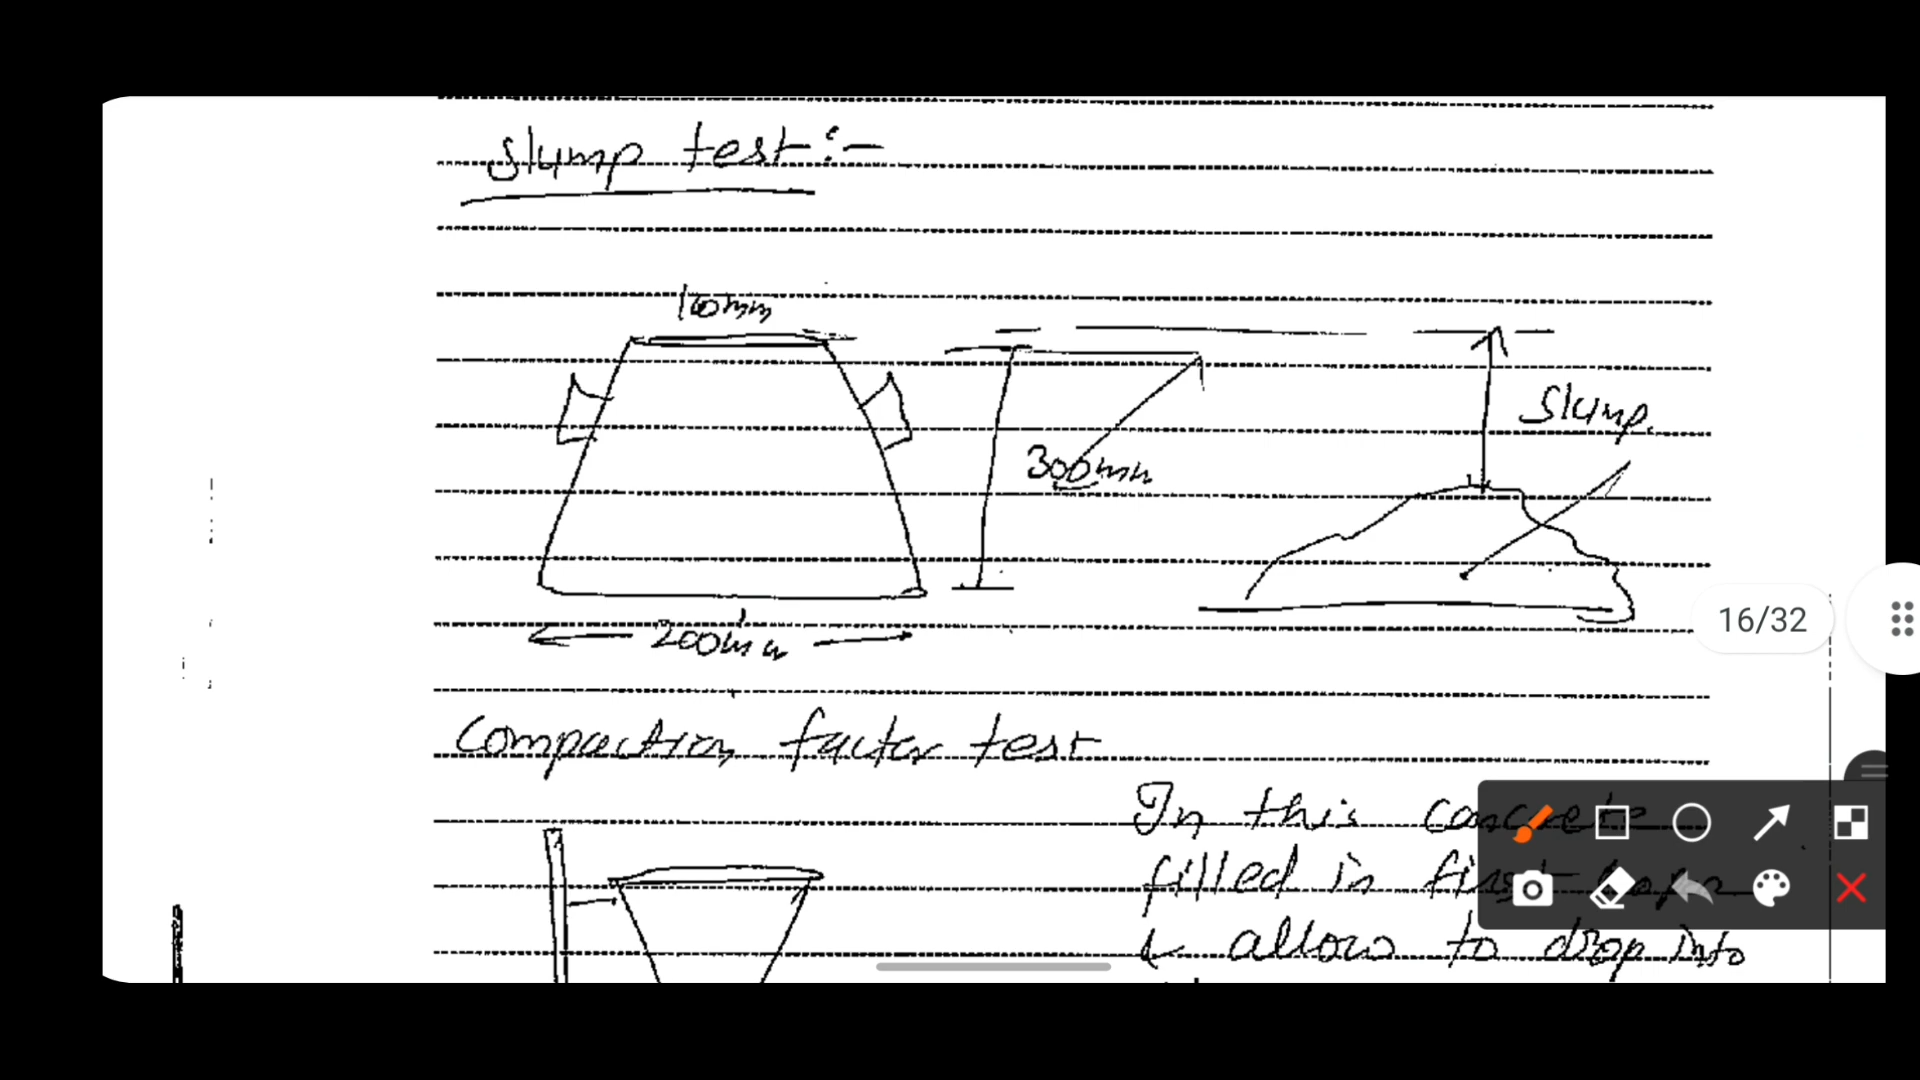 Slump test:-
100mm
Slump.
300mm
200mm
16/32
Compaction factor test
In this concrete
filled in first
& allow to drop into